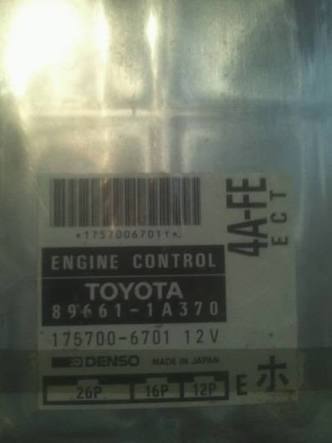 *1757006701Y*
ENGINE CONTROL
TOYOTA
89661-1A370
175700-6701 12V
DENSO MADE IN JAPAN
26P 16P 12P E ホ
4A-FE
ECT